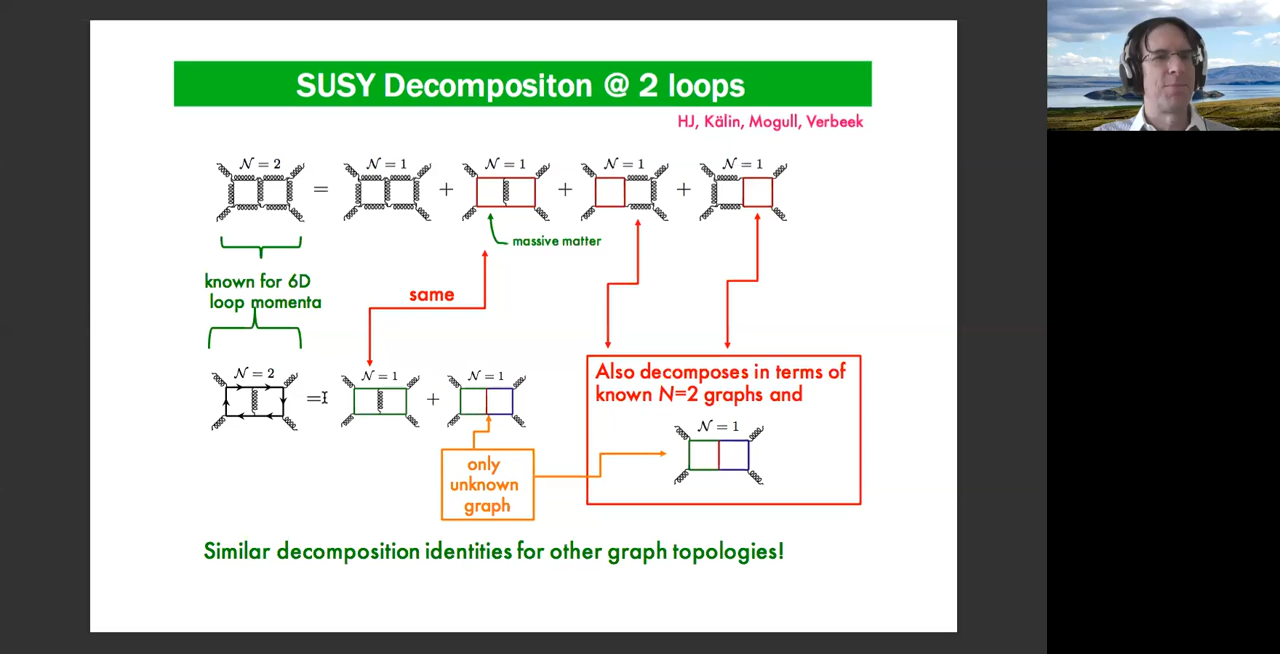 SUSY Decompositon @ 2 loops
HJ, Kälin, Mogull, Verbeek
𝒩 = 2
𝒩 = 1
𝒩 = 1
𝒩 = 1
𝒩 = 1
= + + +
massive matter
known for 6D
loop momenta
same
𝒩 = 2
𝒩 = 1
𝒩 = 1
= +
only
unknown
graph
Also decomposes in terms of
known N=2 graphs and
𝒩 = 1
Similar decomposition identities for other graph topologies!